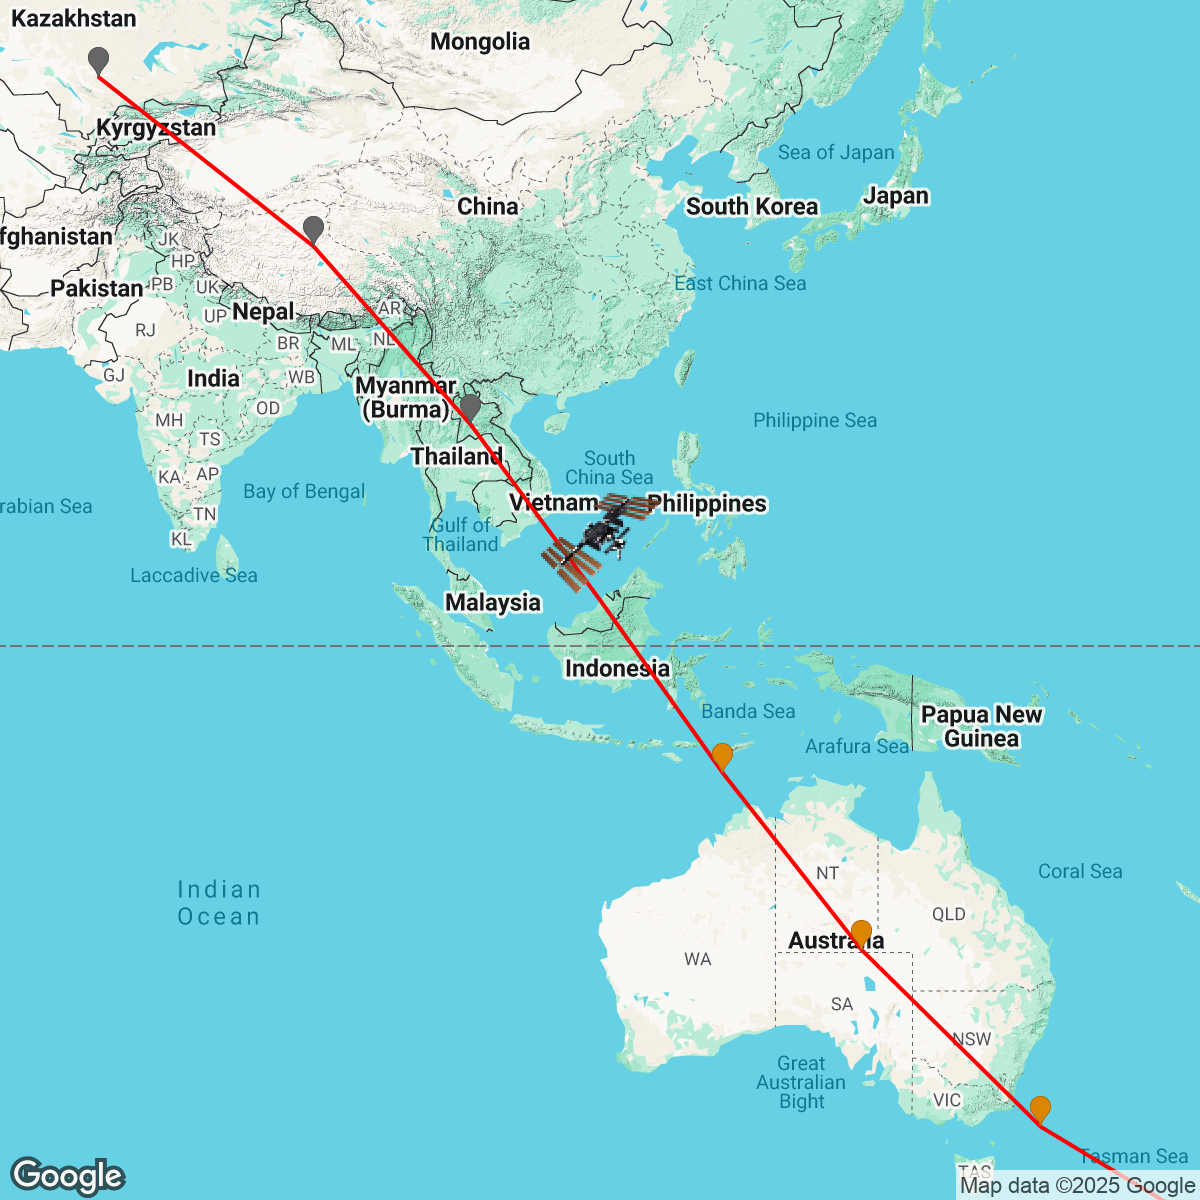 Kazakhstan
Mongolia
Kyrgyzstan
Sea of Japan
Japan
China
South Korea
fghanistan
JK
HP
Pakistan
PB
UK
East China Sea
Nepal
UP
AR
RJ
BR
ML
NL
GJ
India
WB
Myanmar
(Burma)
OD
MH
Philippine Sea
TS
Thailand
South
China Sea
KA
AP
Bay of Bengal
rabian Sea
Vietnam
Philippines
TN
Gulf of
Thailand
KL
Laccadive Sea
Malaysia
Indonesia
Banda Sea
Papua New
Guinea
Arafura Sea
NT
Coral Sea
Indian
Ocean
QLD
Australia
WA
SA
NSW
Great
Australian
Bight
VIC
Tasman Sea
TAS
Google
Map data ©2025 Google